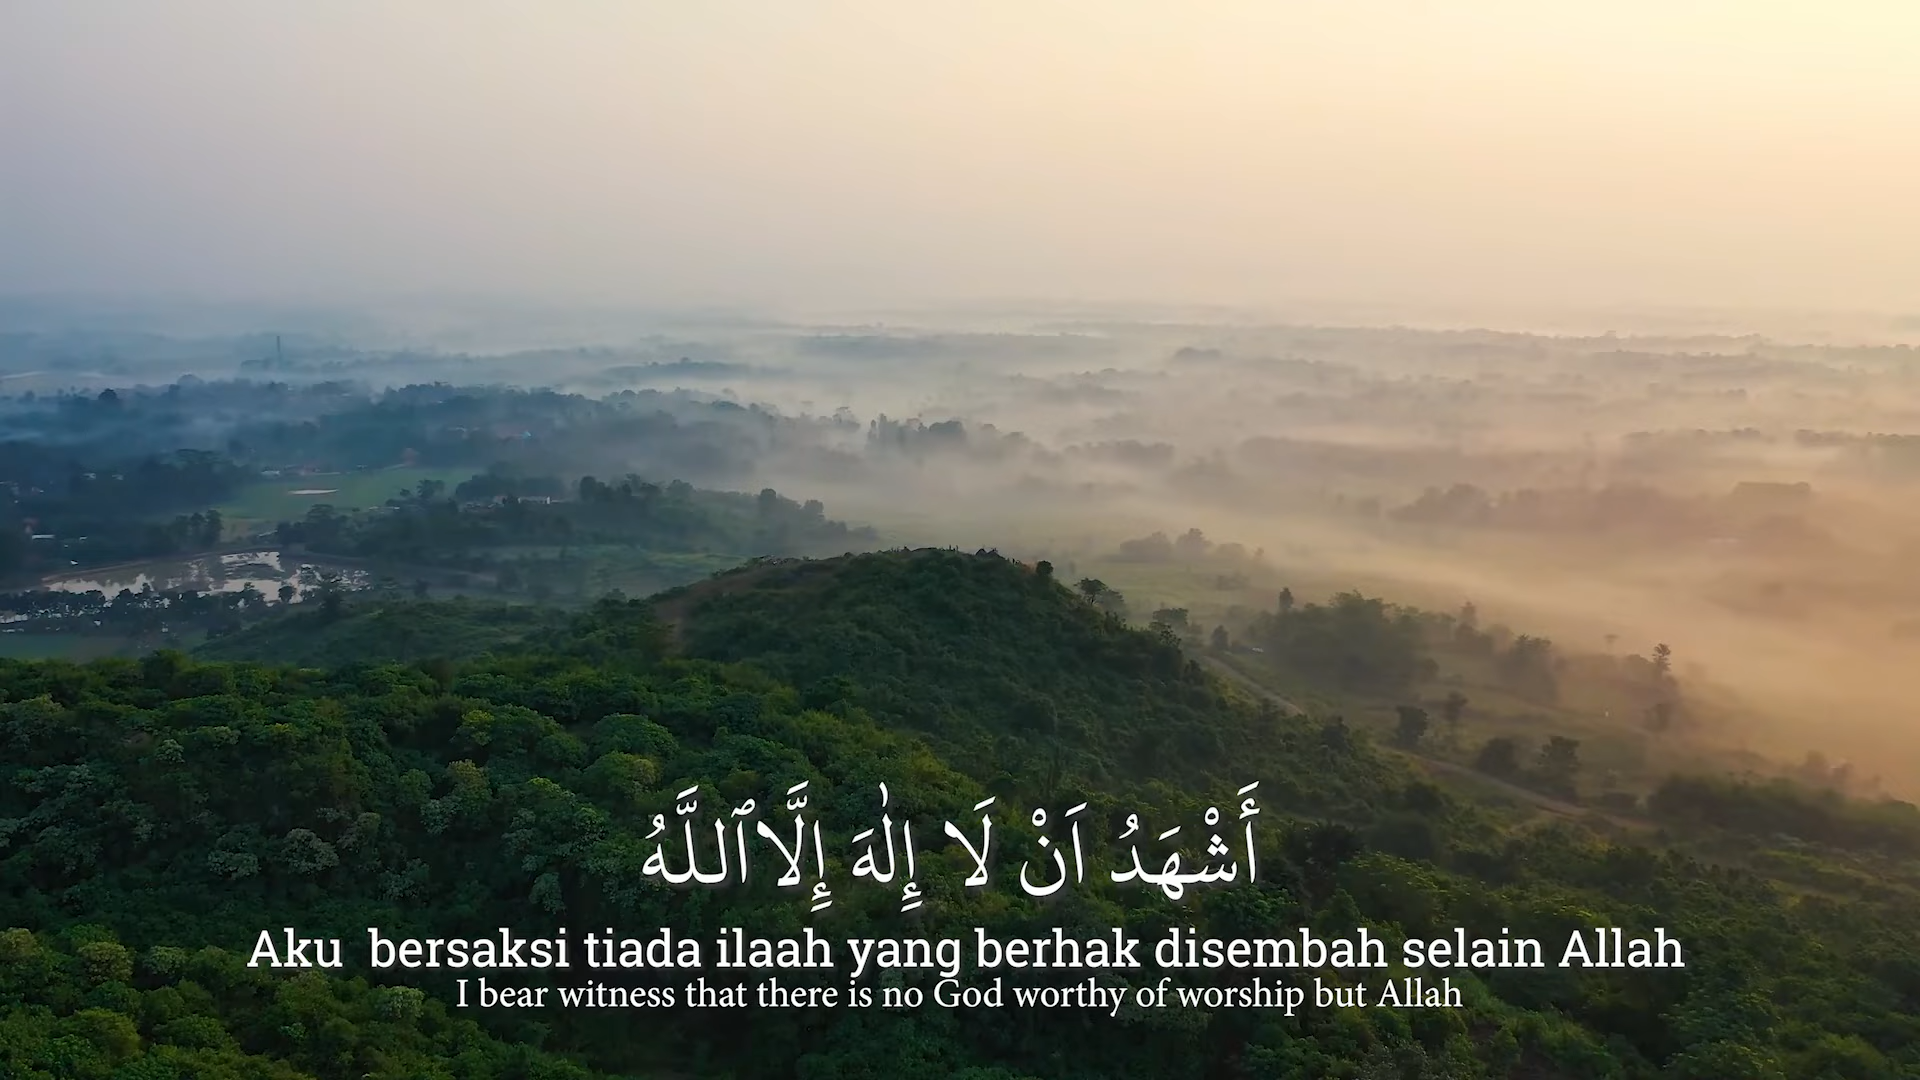 أَشْهَدُ اَنْ لَا إِلٰهَ إِلَّا ٱللَّهُ
Aku bersaksi tiada ilaah yang berhak disembah selain Allah
I bear witness that there is no God worthy of worship but Allah